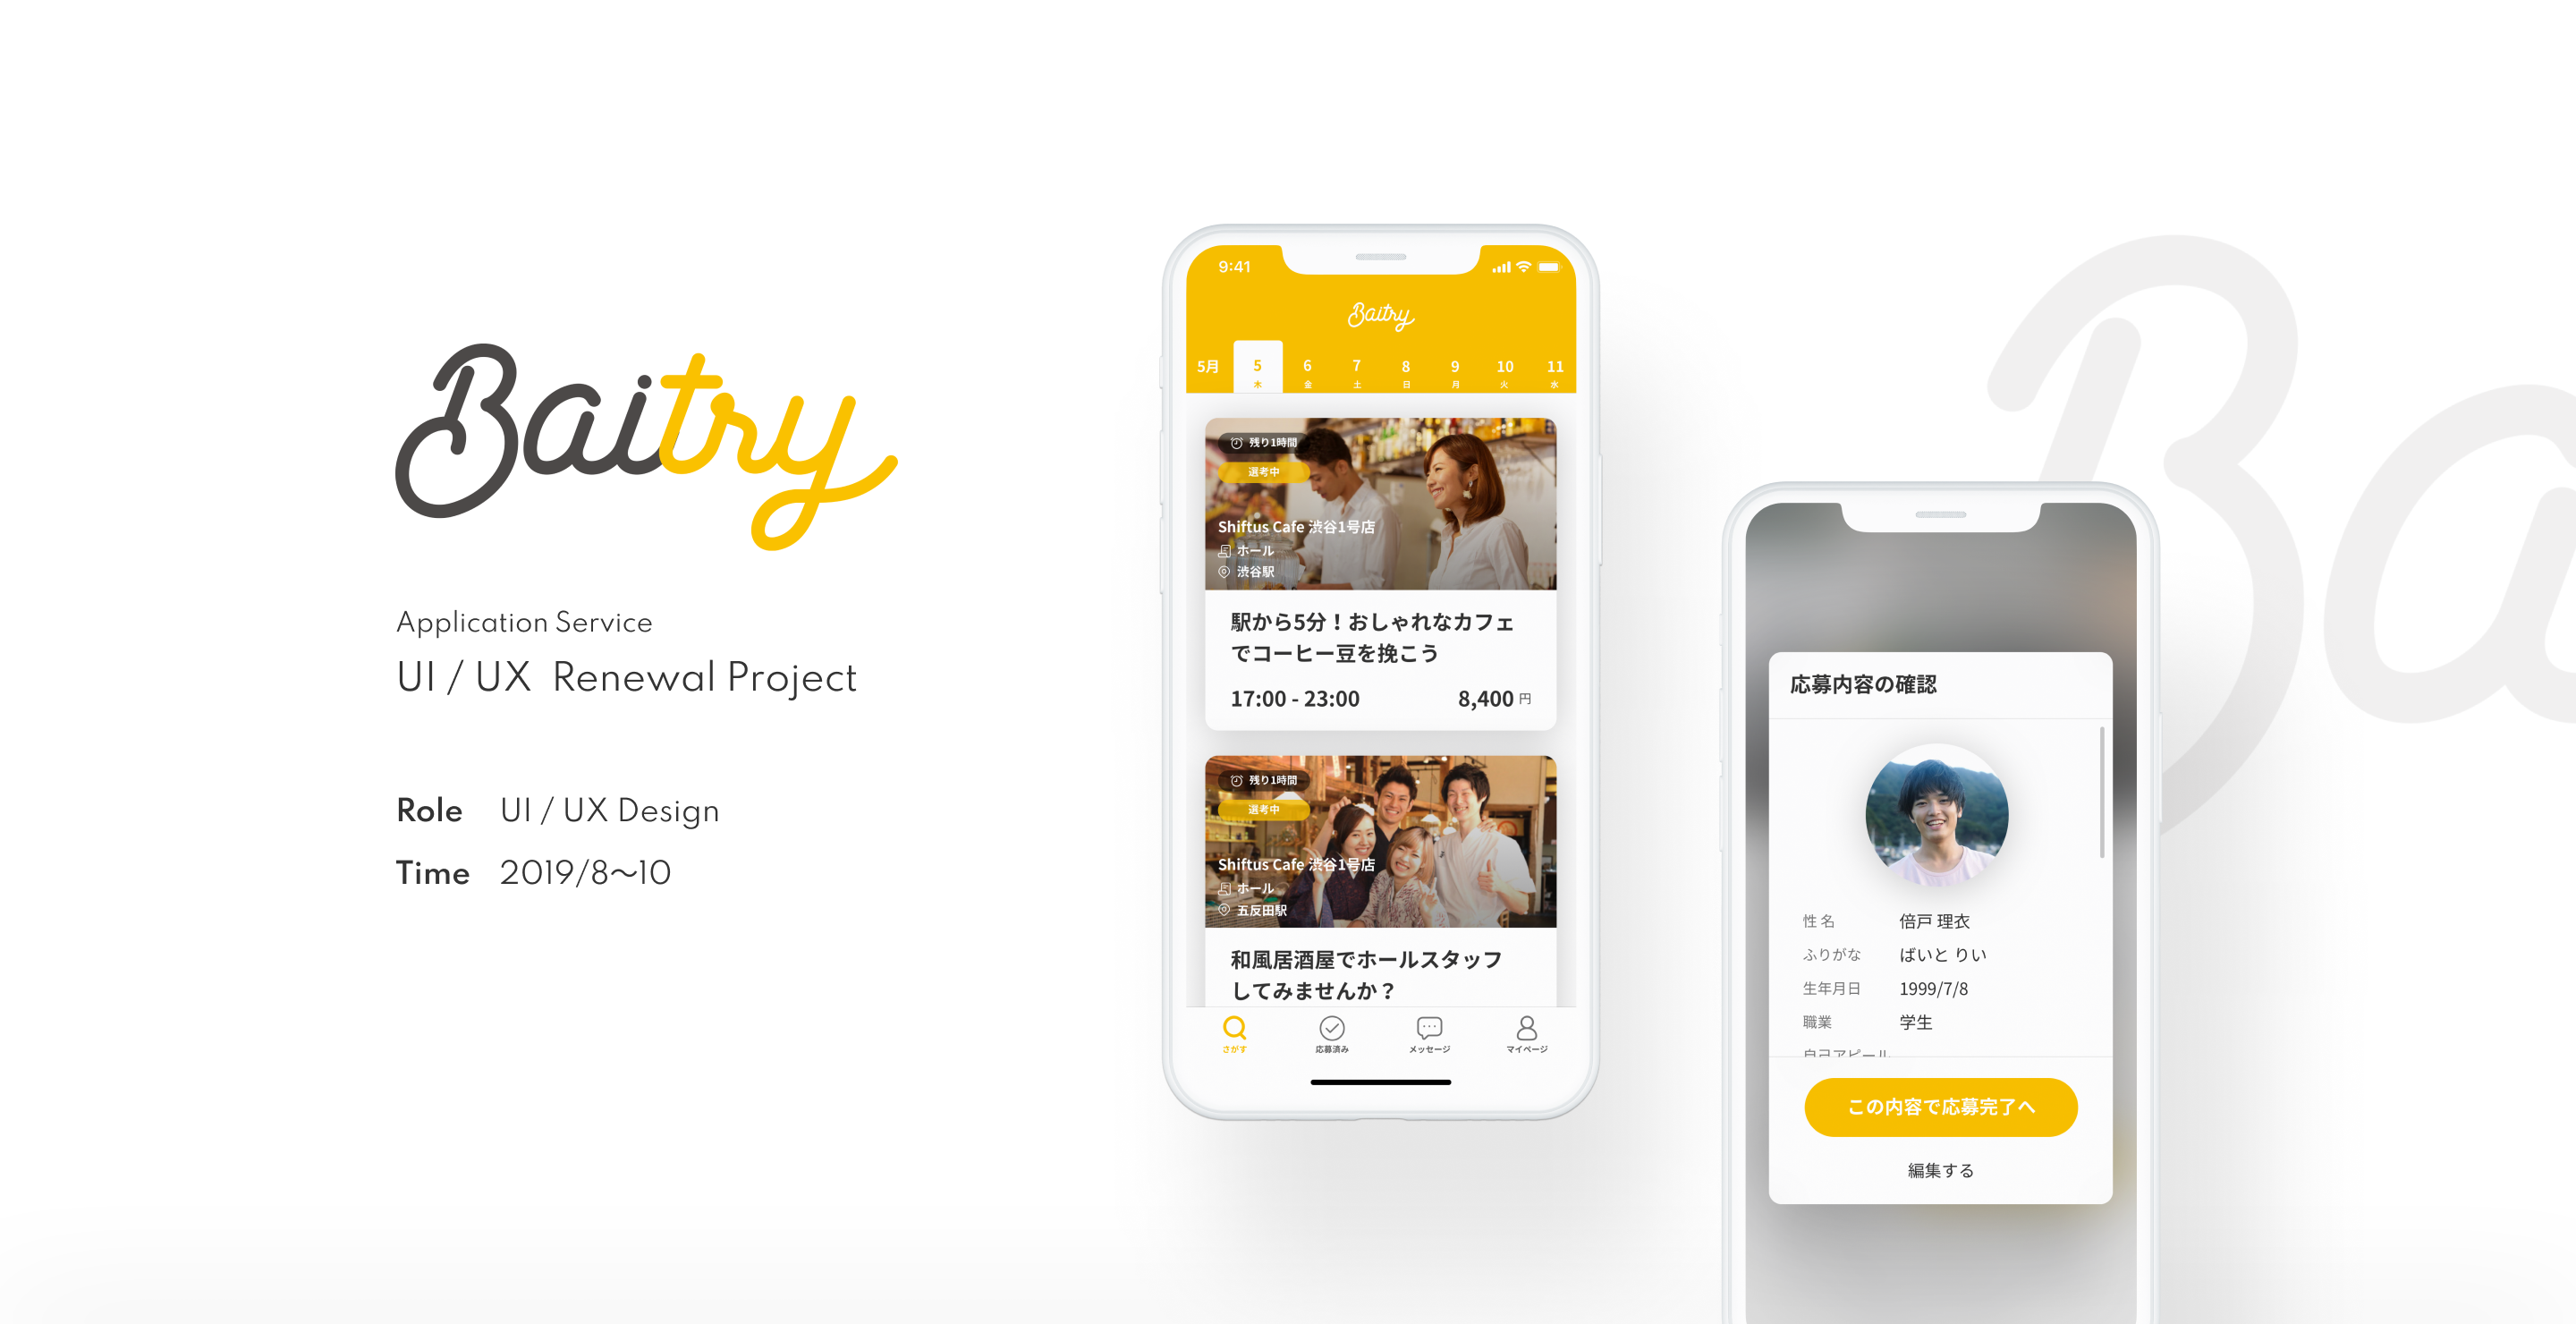 Baitry
Application Service
UI / UX Renewal Project
Role UI / UX Design
Time 2019/8〜10
9:41
Baitry
5月 5 6 7 8 9 10 11
木 金 土 日 月 火 水
残り1時間
選考中
Shiftus Cafe 渋谷1号店
ホール
渋谷駅
駅から5分！おしゃれなカフェ
でコーヒー豆を挽こう
17:00 - 23:00 8,400 円
残り1時間
選考中
Shiftus Cafe 渋谷1号店
ホール
五反田駅
和風居酒屋でホールスタッフ
してみませんか？
さがす 応募済み メッセージ マイページ
Ba
応募内容の確認
性 名 倍戸 理衣
ふりがな ばいと りい
生年月日 1999/7/8
職業 学生
自己アピール
この内容で応募完了へ
編集する